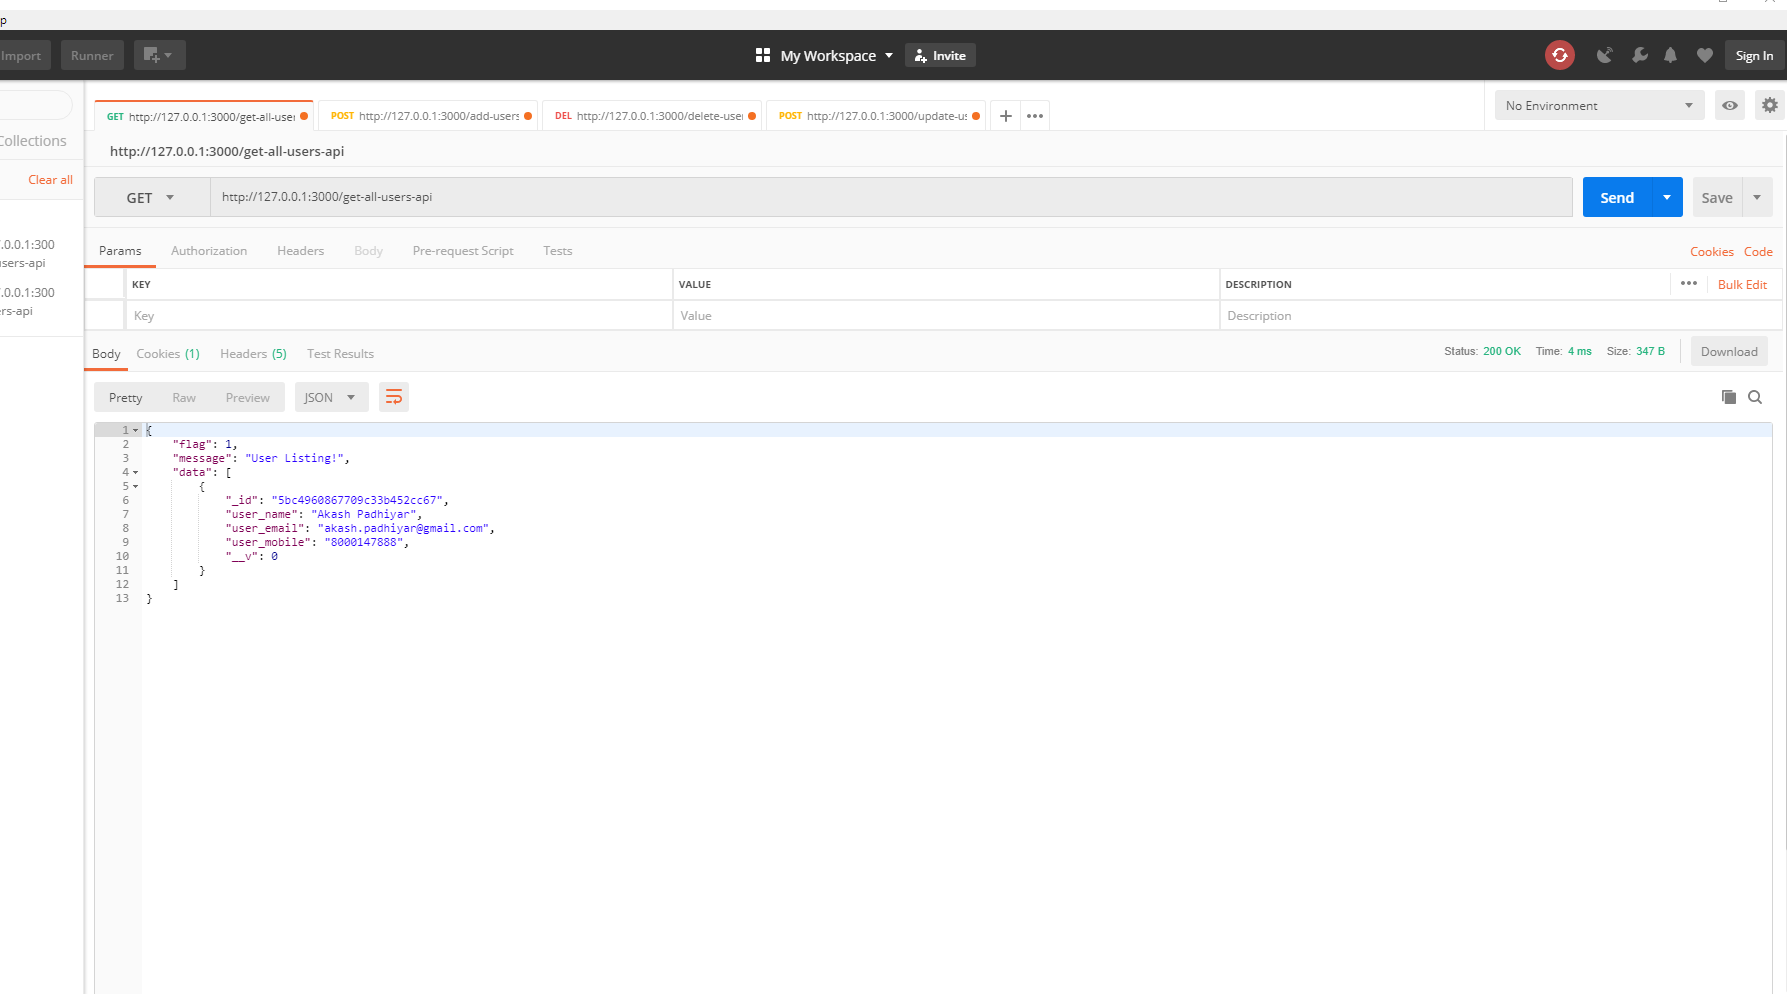 p
Import Runner My Workspace Invite Sign In
GET http://127.0.0.1:3000/get-all-user POST http://127.0.0.1:3000/add-users DEL http://127.0.0.1:3000/delete-user POST http://127.0.0.1:3000/update-us No Environment
Collections http://127.0.0.1:3000/get-all-users-api
Clear all
GET http://127.0.0.1:3000/get-all-users-api Send Save
.0.0.1:300
users-api
.0.0.1:300
ers-api
Params Authorization Headers Body Pre-request Script Tests Cookies Code
KEY VALUE DESCRIPTION Bulk Edit
Key Value Description
Body Cookies (1) Headers (5) Test Results Status: 200 OK Time: 4 ms Size: 347 B Download
Pretty Raw Preview JSON
1 {
2 "flag": 1,
3 "message": "User Listing!",
4 "data": [
5 {
6 "_id": "5bc4960867709c33b452cc67",
7 "user_name": "Akash Padhiyar",
8 "user_email": "akash.padhiyar@gmail.com",
9 "user_mobile": "8000147888",
10 "__v": 0
11 }
12 ]
13 }